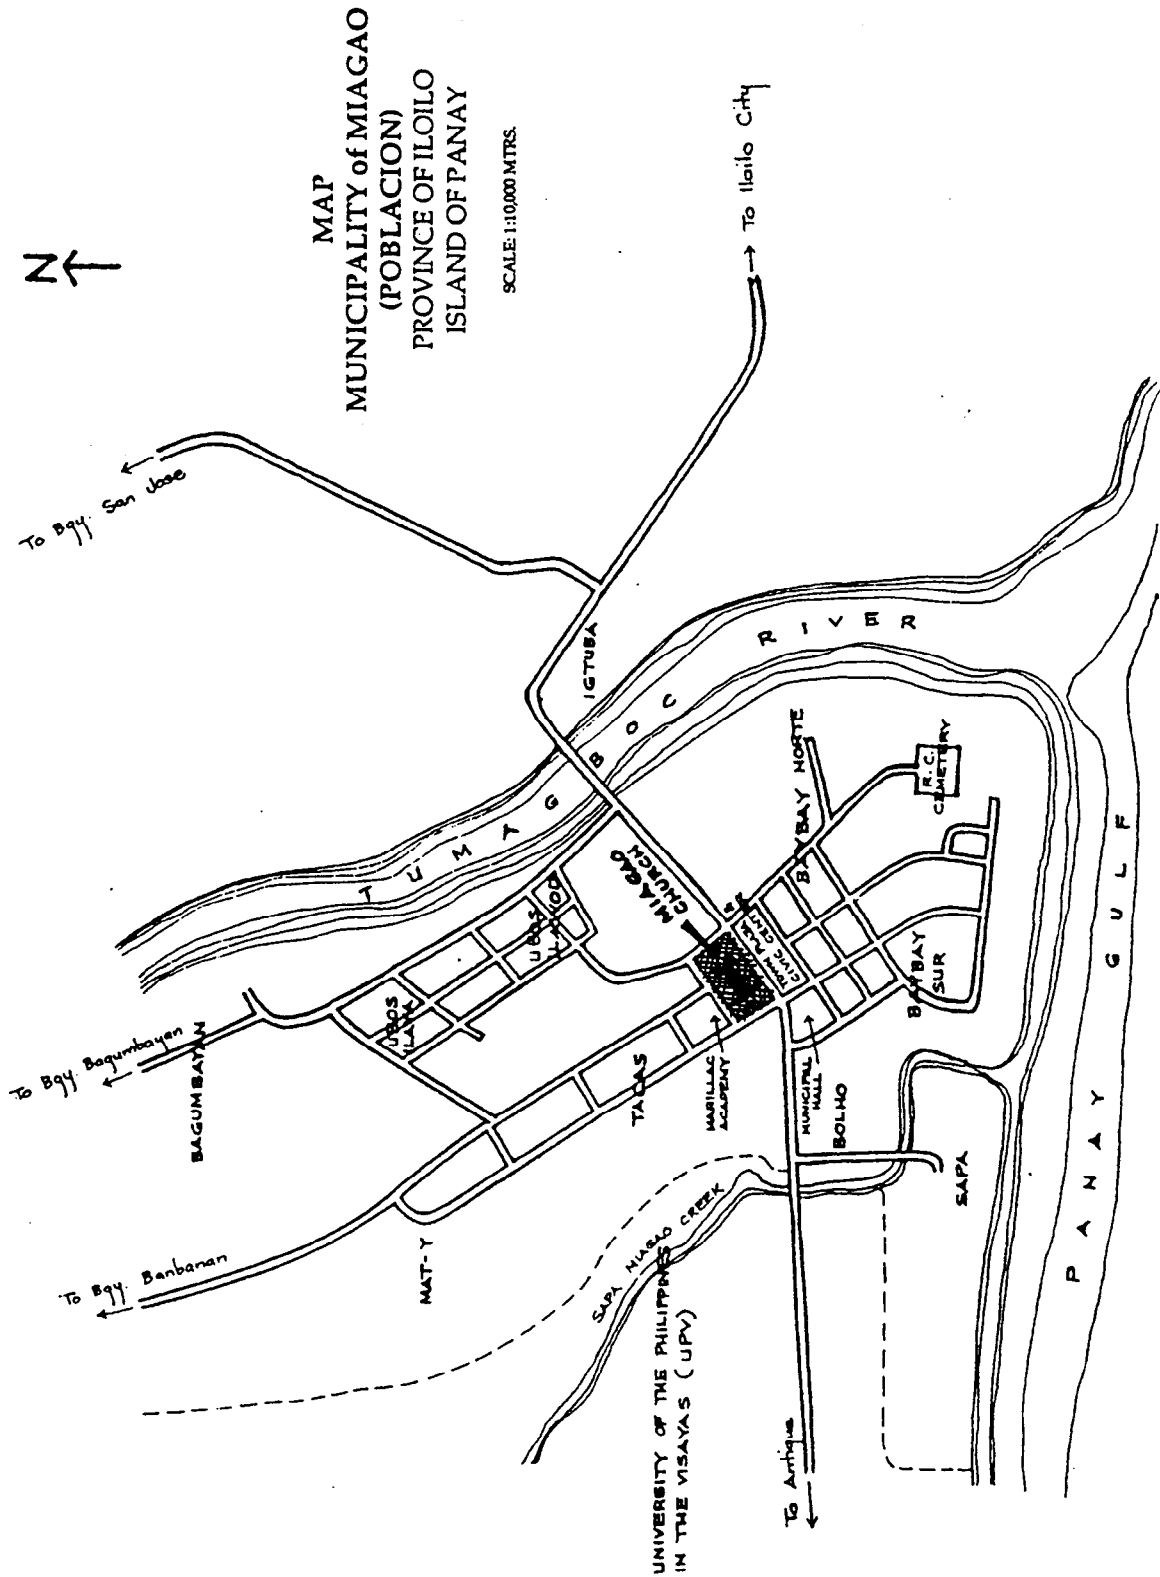 N
MAP
MUNICIPALITY of MIAGAO
(POBLACION)
PROVINCE OF ILOILO
ISLAND OF PANAY
SCALE: 1:10,000 MTRS.
To Bgy. San Jose
To Iloilo City
IGTUBA
TUMAGBOC RIVER
To Bgy. Bagumbayan
BAGUMBAYAN
UBOS
ILAYA
UBOS
ILAWOD
MIAGAO
CHURCH
TOWN PLAZA
CIVIC CENTER
BAYBAY NORTE
R. C.
CEMETERY
BAYBAY
SUR
To Bgy. Banbanan
MAT-Y
TACAS
MARILLAC
ACADEMY
MUNICIPAL
HALL
BOLHO
SAPA
SAPA MIAGAO CREEK
UNIVERSITY OF THE PHILIPPINES
IN THE VISAYAS (UPV)
To Antique
PANAY GULF